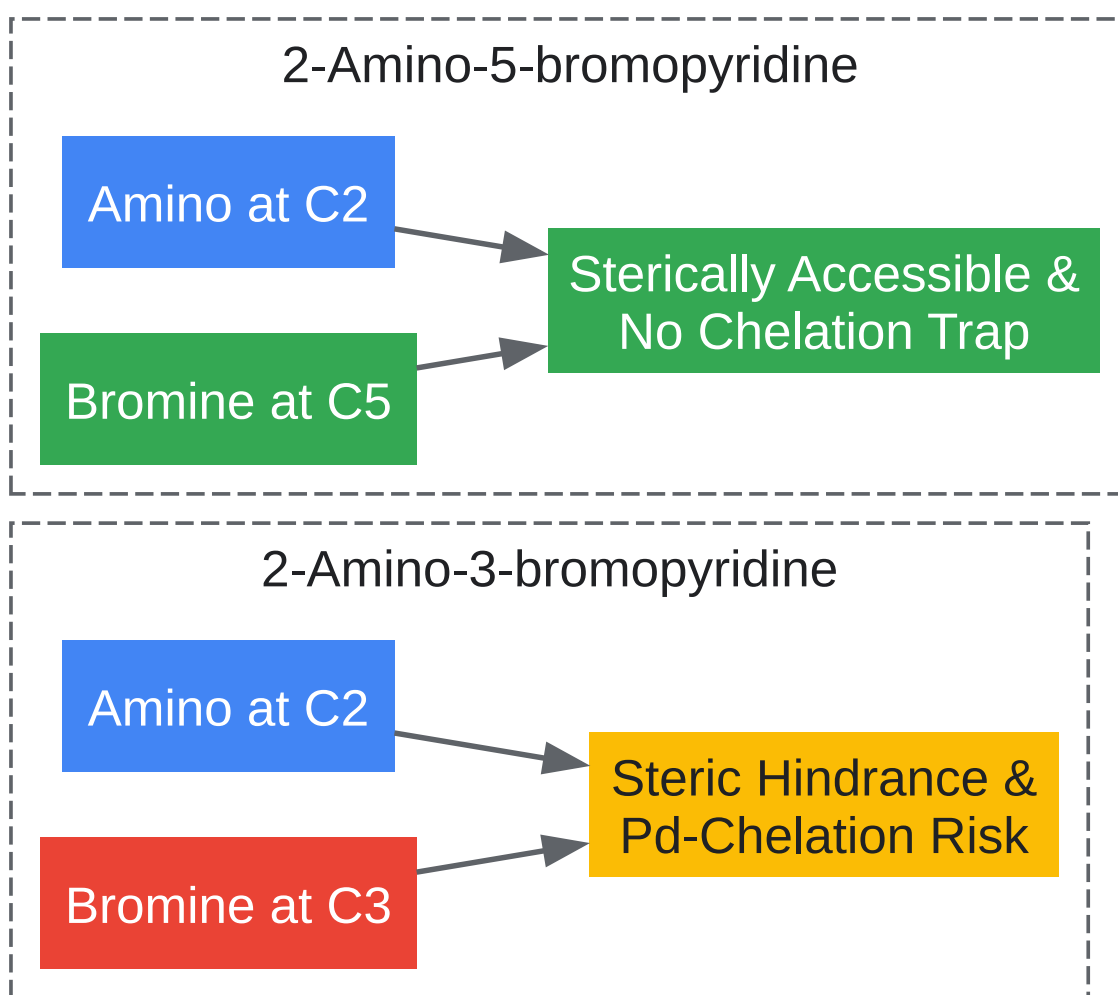 2-Amino-5-bromopyridine
Amino at C2
Bromine at C5
Sterically Accessible &
No Chelation Trap
2-Amino-3-bromopyridine
Amino at C2
Bromine at C3
Steric Hindrance &
Pd-Chelation Risk